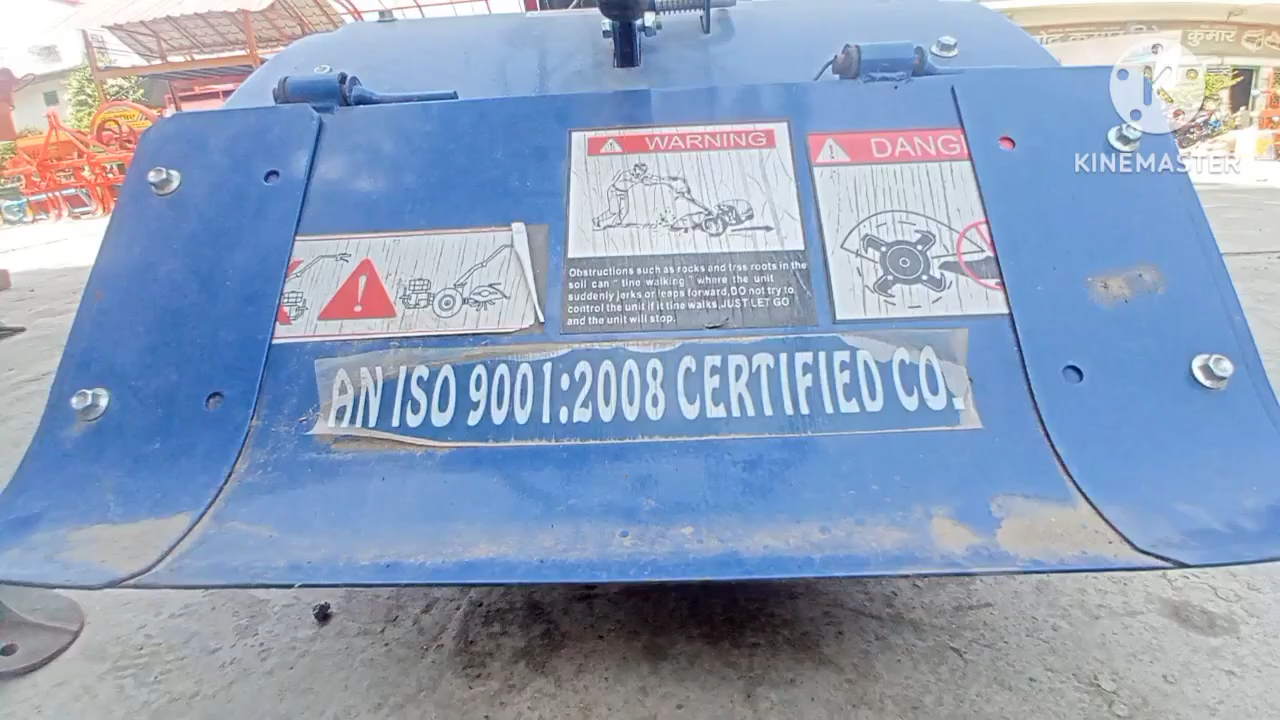 कुमार
KINEMASTER
WARNING
DANG
Obstructions such as rocks and trss roots in the
soil can " tine walking " where the unit
suddenly jerks or leaps forward,DO not try to
control the unit if it tine walks.JUST LET GO
and the unit will stop.
AN ISO 9001:2008 CERTIFIED CO.